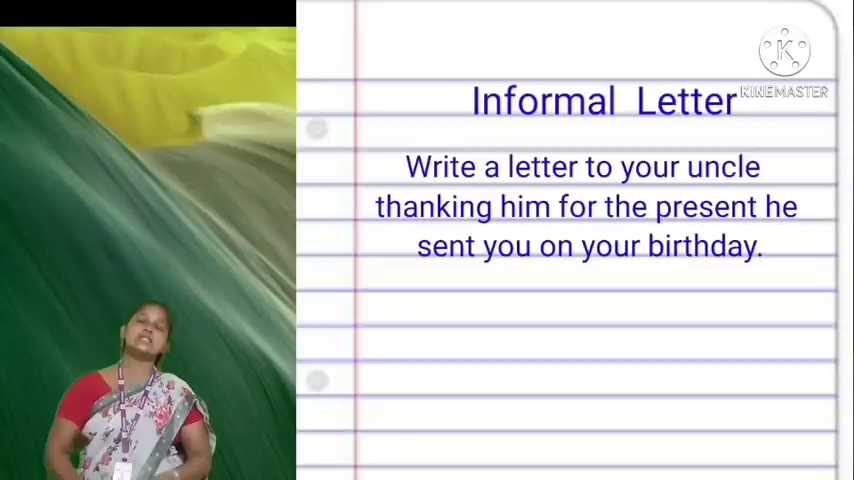 Informal Letter
KINEMASTER
Write a letter to your uncle
thanking him for the present he
sent you on your birthday.